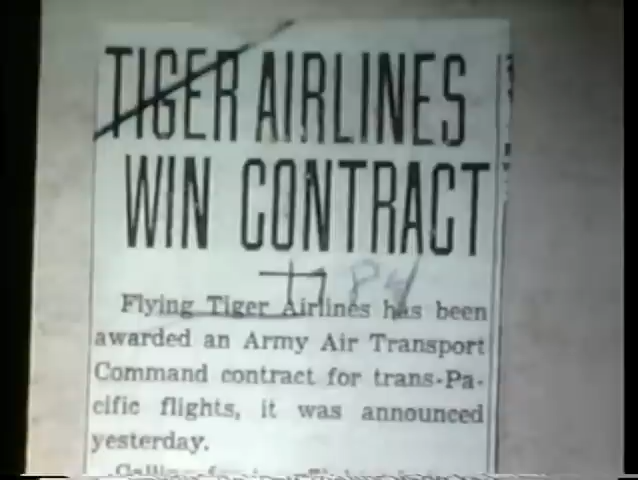 TIGER AIRLINES
WIN CONTRACT
P4
Flying Tiger Airlines has been
awarded an Army Air Transport
Command contract for trans-Pa-
cific flights, it was announced
yesterday.